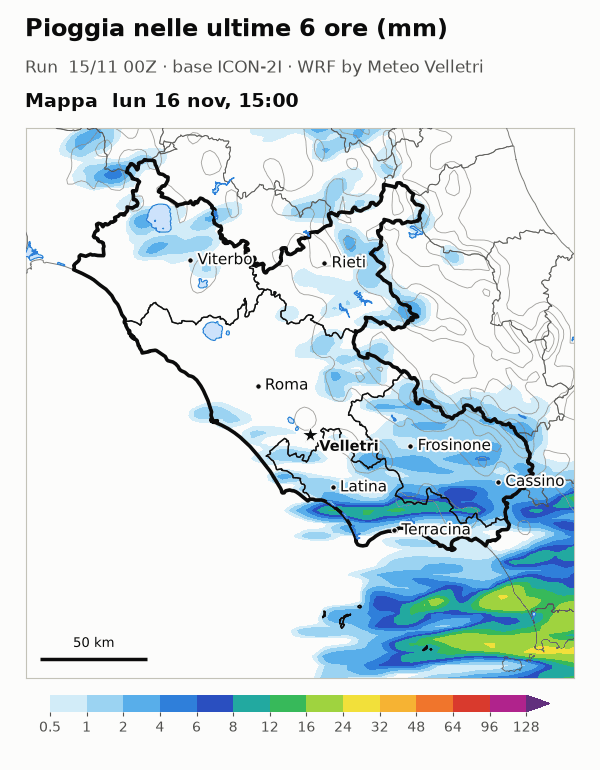 Pioggia nelle ultime 6 ore (mm)
Run 15/11 00Z · base ICON-2I · WRF by Meteo Velletri
Mappa lun 16 nov, 15:00
Viterbo
Rieti
Roma
Velletri
Frosinone
Cassino
Latina
Terracina
50 km
0.5 1 2 4 6 8 12 16 24 32 48 64 96 128